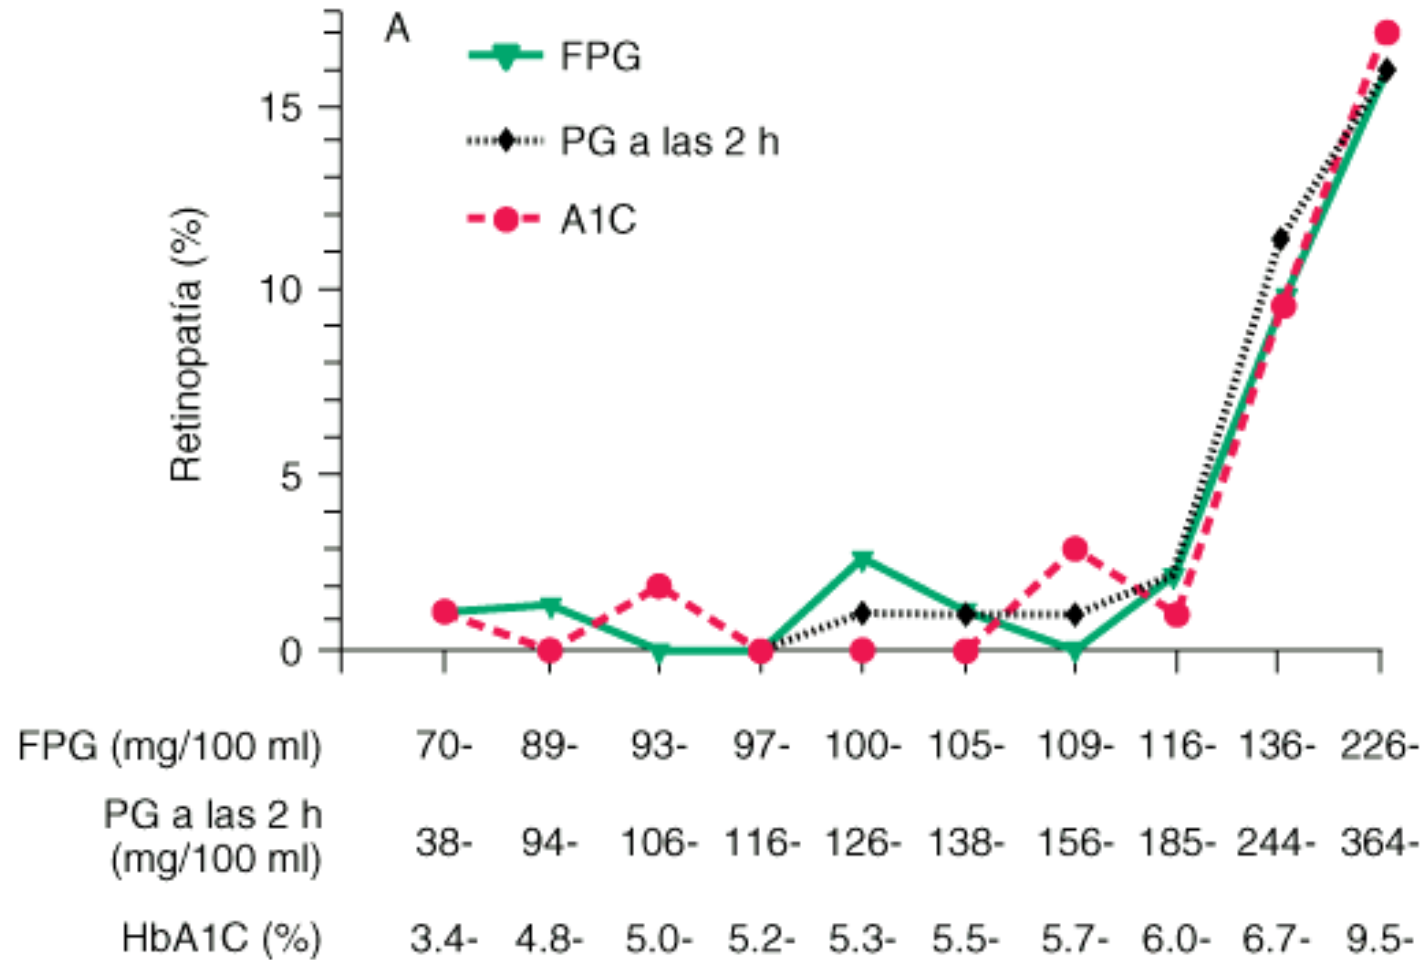 A
FPG
PG a las 2 h
A1C
Retinopatía (%)
15
10
5
0
FPG (mg/100 ml) 70- 89- 93- 97- 100- 105- 109- 116- 136- 226-
PG a las 2 h
(mg/100 ml) 38- 94- 106- 116- 126- 138- 156- 185- 244- 364-
HbA1C (%) 3.4- 4.8- 5.0- 5.2- 5.3- 5.5- 5.7- 6.0- 6.7- 9.5-